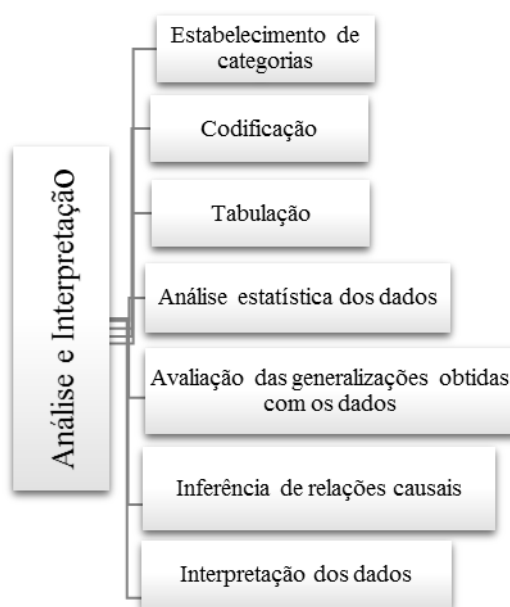 Análise e Interpretação
Estabelecimento de
categorias
Codificação
Tabulação
Análise estatística dos dados
Avaliação das generalizações obtidas
com os dados
Inferência de relações causais
Interpretação dos dados